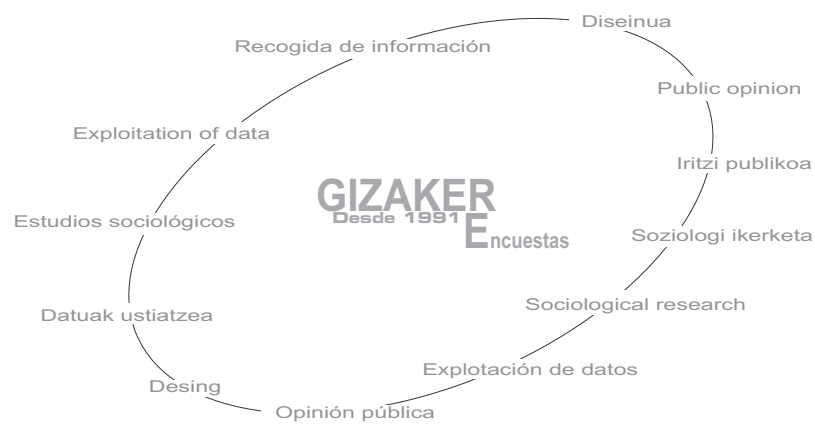 Diseinua
Recogida de información
Public opinion
Exploitation of data
Iritzi publikoa
GIZAKER
Desde 1991
Encuestas
Estudios sociológicos
Soziologi ikerketa
Sociological research
Datuak ustiatzea
Explotación de datos
Desing
Opinión pública